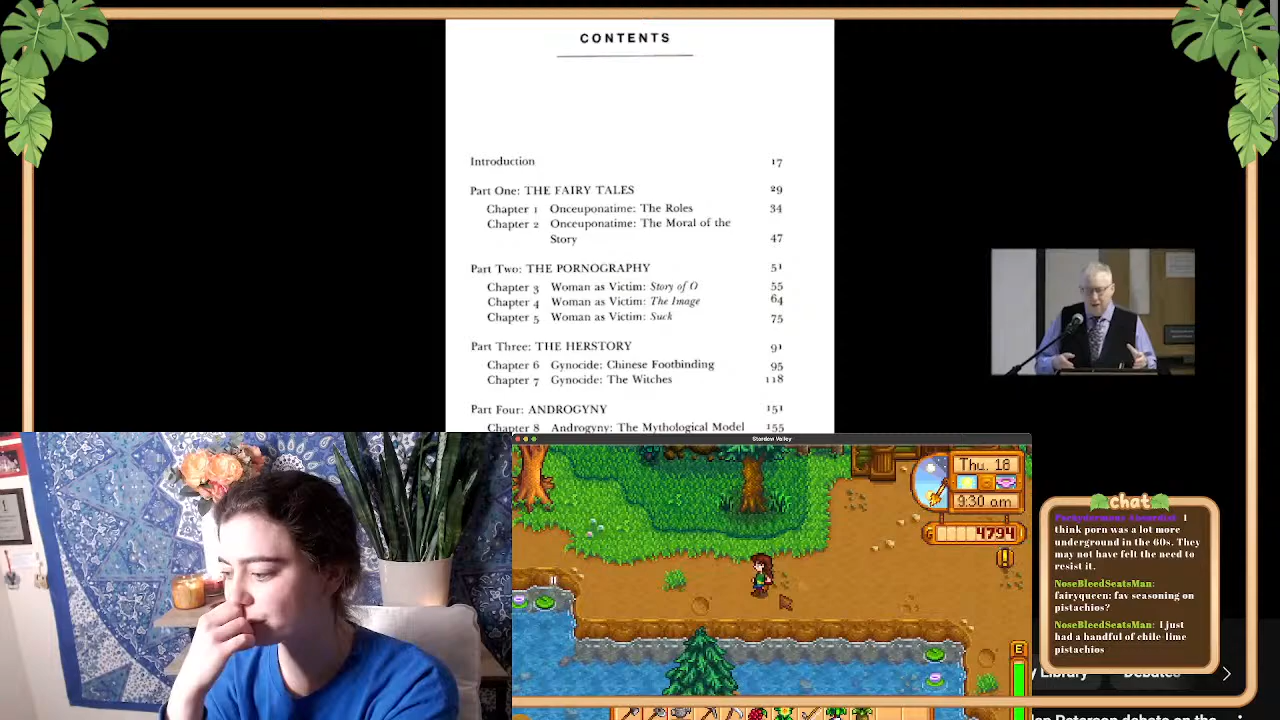 CONTENTS
Introduction 17
Part One: THE FAIRY TALES 29
Chapter 1 Onceuponatime: The Roles 34
Chapter 2 Onceuponatime: The Moral of the
Story 47
Part Two: THE PORNOGRAPHY 51
Chapter 3 Woman as Victim: Story of O 55
Chapter 4 Woman as Victim: The Image 64
Chapter 5 Woman as Victim: Suck 75
Part Three: THE HERSTORY 91
Chapter 6 Gynocide: Chinese Footbinding 95
Chapter 7 Gynocide: The Witches 118
Part Four: ANDROGYNY 151
Chapter 8 Androgyny: The Mythological Model 155
Stardew Valley
Thu. 18
9:30 am
G 4794
E
chat
I
think porn was a lot more
underground in the 60s. They
may not have felt the need to
resist it.
NoseBleedSeatsMan:
fairyqueen: fav seasoning on
pistachios?
NoseBleedSeatsMan: I just
had a handful of chile-lime
pistachios
Library
Debates
Peterson debate on the